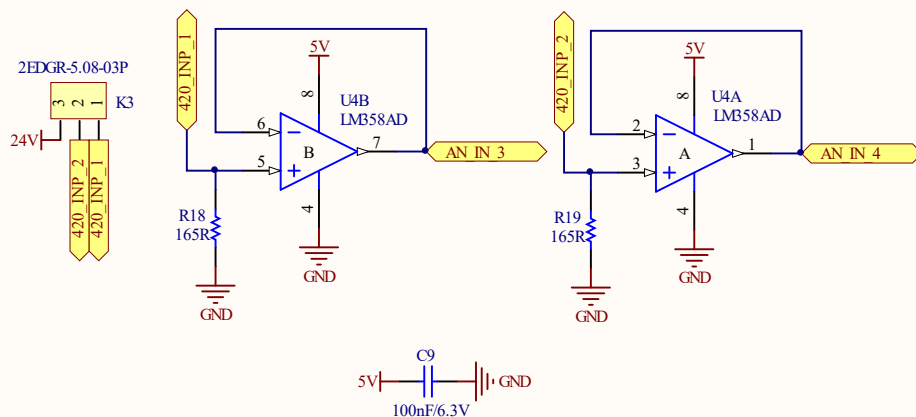 2EDGR-5.08-03P
3
2
1
K3
24V
420_INP_2
420_INP_1
420_INP_1
5V
8
U4B
LM358AD
6
7
B
5
4
AN_IN_3
R18
165R
GND
GND
420_INP_2
5V
8
U4A
LM358AD
2
1
A
3
4
AN_IN_4
R19
165R
GND
GND
C9
5V
GND
100nF/6.3V